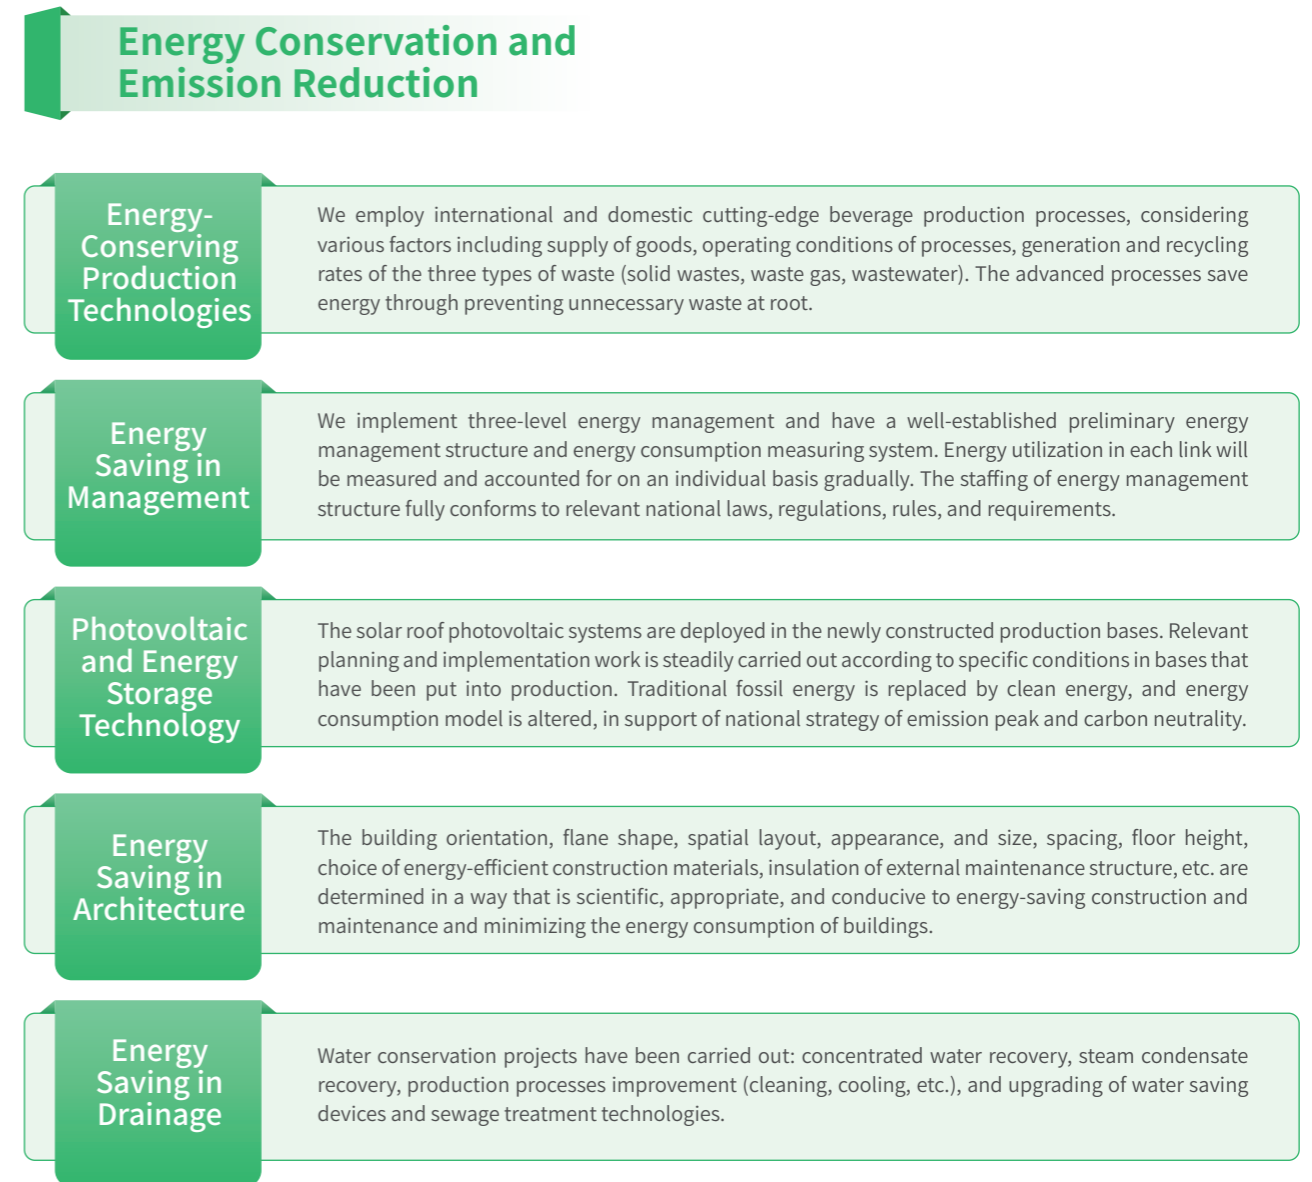 Energy Conservation and
Emission Reduction
Energy-
Conserving
Production
Technologies
We employ international and domestic cutting-edge beverage production processes, considering
various factors including supply of goods, operating conditions of processes, generation and recycling
rates of the three types of waste (solid wastes, waste gas, wastewater). The advanced processes save
energy through preventing unnecessary waste at root.
Energy
Saving in
Management
We implement three-level energy management and have a well-established preliminary energy
management structure and energy consumption measuring system. Energy utilization in each link will
be measured and accounted for on an individual basis gradually. The staffing of energy management
structure fully conforms to relevant national laws, regulations, rules, and requirements.
Photovoltaic
and Energy
Storage
Technology
The solar roof photovoltaic systems are deployed in the newly constructed production bases. Relevant
planning and implementation work is steadily carried out according to specific conditions in bases that
have been put into production. Traditional fossil energy is replaced by clean energy, and energy
consumption model is altered, in support of national strategy of emission peak and carbon neutrality.
Energy
Saving in
Architecture
The building orientation, flane shape, spatial layout, appearance, and size, spacing, floor height,
choice of energy-efficient construction materials, insulation of external maintenance structure, etc. are
determined in a way that is scientific, appropriate, and conducive to energy-saving construction and
maintenance and minimizing the energy consumption of buildings.
Energy
Saving in
Drainage
Water conservation projects have been carried out: concentrated water recovery, steam condensate
recovery, production processes improvement (cleaning, cooling, etc.), and upgrading of water saving
devices and sewage treatment technologies.